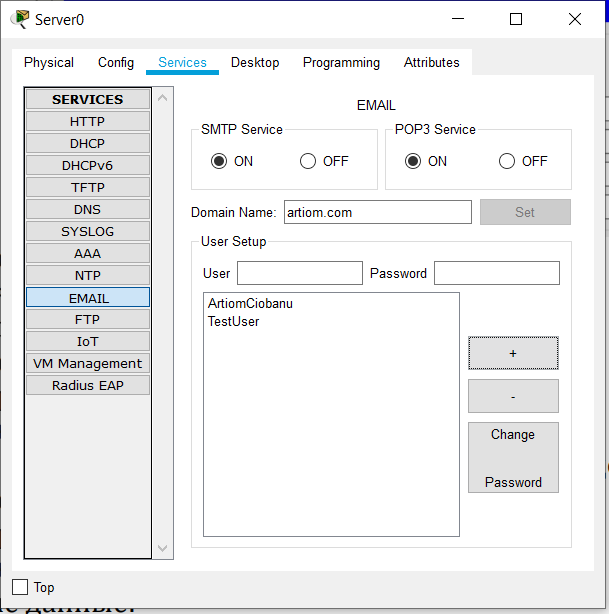 Server0
Physical Config Services Desktop Programming Attributes
SERVICES
HTTP
DHCP
DHCPv6
TFTP
DNS
SYSLOG
AAA
NTP
EMAIL
FTP
IoT
VM Management
Radius EAP
EMAIL
SMTP Service
ON OFF
POP3 Service
ON OFF
Domain Name: artiom.com Set
User Setup
User Password
ArtiomCiobanu
TestUser
+
-
Change
Password
Top
данные.